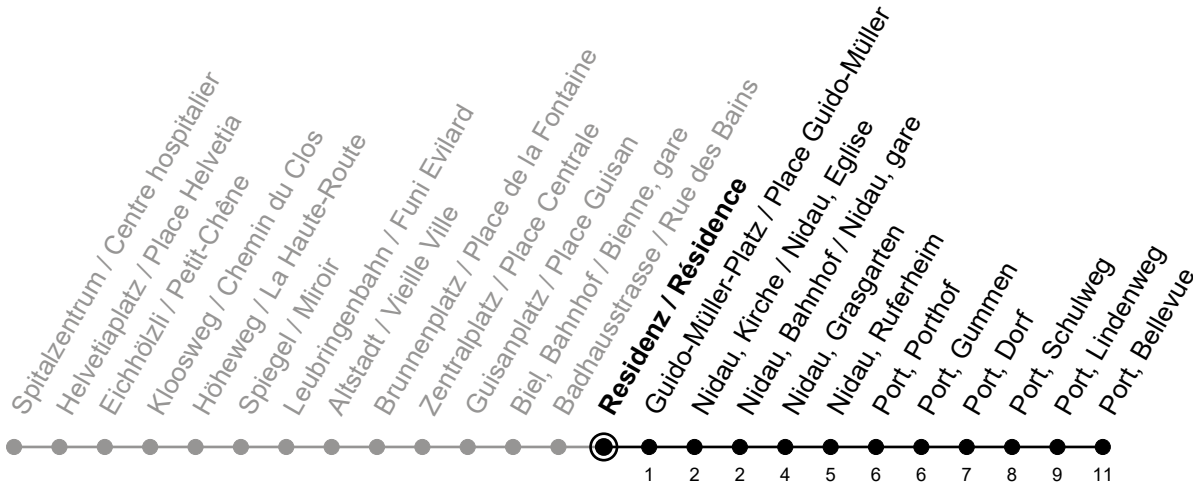 Spitalzentrum / Centre hospitalier
Helvetiaplatz / Place Helvetia
Eichhölzli / Petit-Chêne
Kloosweg / Chemin du Clos
Höheweg / La Haute-Route
Spiegel / Miroir
Leubringenbahn / Funi Evilard
Altstadt / Vieille Ville
Brunnenplatz / Place de la Fontaine
Zentralplatz / Place Centrale
Guisanplatz / Place Guisan
Biel, Bahnhof / Bienne, gare
Badhausstrasse / Rue des Bains
Residenz / Résidence
Guido-Müller-Platz / Place Guido-Müller
Nidau, Kirche / Nidau, Eglise
Nidau, Bahnhof / Nidau, gare
Nidau, Grasgarten
Nidau, Ruferheim
Port, Porthof
Port, Gummen
Port, Dorf
Port, Schulweg
Port, Lindenweg
Port, Bellevue
1 2 2 4 5 6 6 7 8 9 11